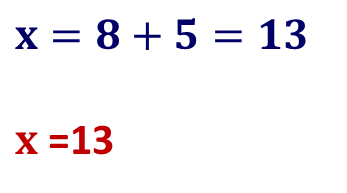 x = 8 + 5 = 13
x =13